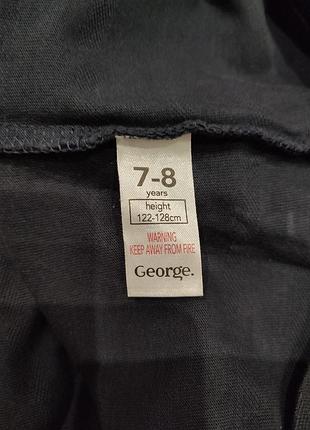 7-8
years
height
122-128cm
WARNING
KEEP AWAY FROM FIRE
George.